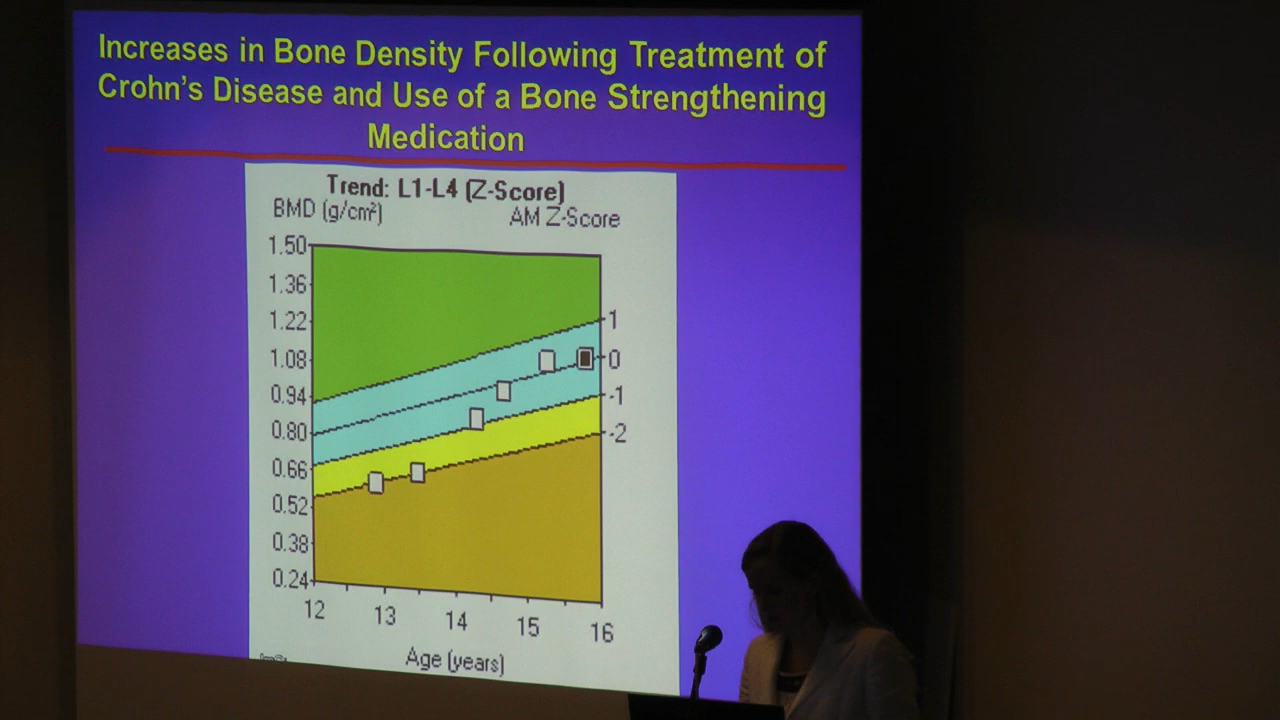 Increases in Bone Density Following Treatment of
Crohn's Disease and Use of a Bone Strengthening
Medication
Trend: L1-L4 (Z-Score)
BMD (g/cm²)
AM Z-Score
1.50
1.36
1.22
1.08
0.94
0.80
0.66
0.52
0.38
0.24
1
0
-1
-2
12 13 14 15 16
Age (years)